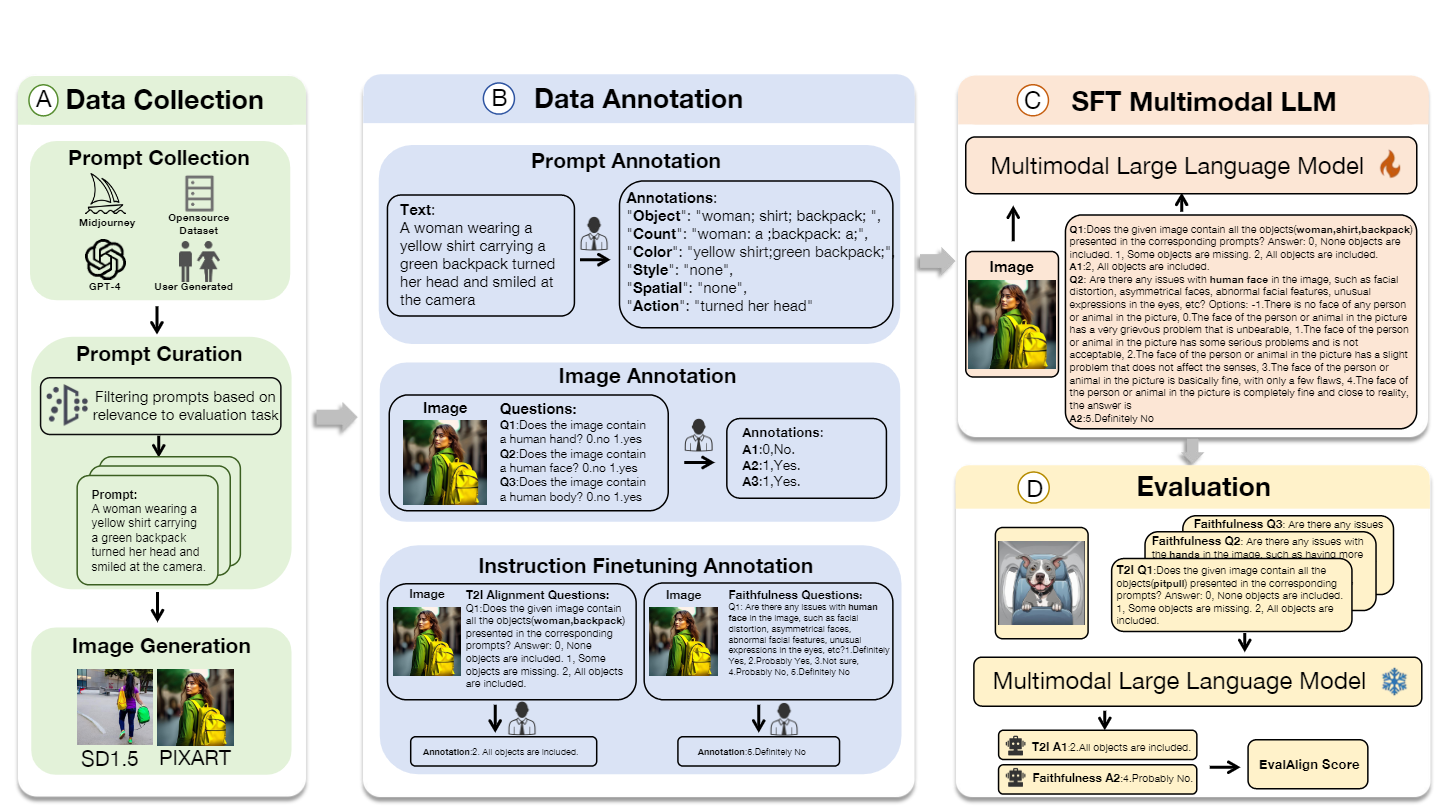 A Data Collection
Prompt Collection
Midjourney
Opensource
Dataset
GPT-4
User Generated
Prompt Curation
Filtering prompts based on
relevance to evaluation task
Prompt:
A woman wearing a
yellow shirt carrying
a green backpack
turned her head and
smiled at the camera.
Image Generation
SD1.5 PIXART
B Data Annotation
Prompt Annotation
Text:
A woman wearing a
yellow shirt carrying a
green backpack turned
her head and smiled at
the camera
Annotations:
"Object": "woman; shirt; backpack; ",
"Count": "woman: a ;backpack: a;",
"Color": "yellow shirt;green backpack;",
"Style": "none",
"Spatial": "none",
"Action": "turned her head"
Image Annotation
Image
Questions:
Q1:Does the image contain
a human hand? 0.no 1.yes
Q2:Does the image contain
a human face? 0.no 1.yes
Q3:Does the image contain
a human body? 0.no 1.yes
Annotations:
A1:0,No.
A2:1,Yes.
A3:1,Yes.
Instruction Finetuning Annotation
Image
T2I Alignment Questions:
Q1:Does the given image contain
all the objects(woman,backpack)
presented in the corresponding
prompts? Answer: 0, None
objects are included. 1, Some
objects are missing. 2, All objects
are included.
Annotation:2. All objects are included.
Image
Faithfulness Questions:
Q1: Are there any issues with human
face in the image, such as facial
distortion, asymmetrical faces,
abnormal facial features, unusual
expressions in the eyes, etc?1.Definitely
Yes, 2.Probably Yes, 3.Not sure,
4.Probably No, 5.Definitely No
Annotation:5.Definitely No
C SFT Multimodal LLM
Multimodal Large Language Model
Image
Q1:Does the given image contain all the objects(woman,shirt,backpack)
presented in the corresponding prompts? Answer: 0, None objects are
included. 1, Some objects are missing. 2, All objects are included.
A1:2, All objects are included.
Q2: Are there any issues with human face in the image, such as facial
distortion, asymmetrical faces, abnormal facial features, unusual
expressions in the eyes, etc? Options: -1.There is no face of any person
or animal in the picture, 0.The face of the person or animal in the picture
has a very grievous problem that is unbearable, 1.The face of the person
or animal in the picture has some serious problems and is not
acceptable, 2.The face of the person or animal in the picture has a slight
problem that does not affect the senses, 3.The face of the person or
animal in the picture is basically fine, with only a few flaws, 4.The face of
the person or animal in the picture is completely fine and close to reality,
the answer is
A2:5.Definitely No
D Evaluation
Faithfulness Q3: Are there any issues
Faithfulness Q2: Are there any issues with
the hands in the image, such as having more
T2I Q1:Does the given image contain all the
objects(pitpull) presented in the corresponding
prompts? Answer: 0, None objects are included.
1, Some objects are missing. 2, All objects are
included.
Multimodal Large Language Model
T2I A1:2.All objects are included.
Faithfulness A2:4.Probably No.
EvalAlign Score